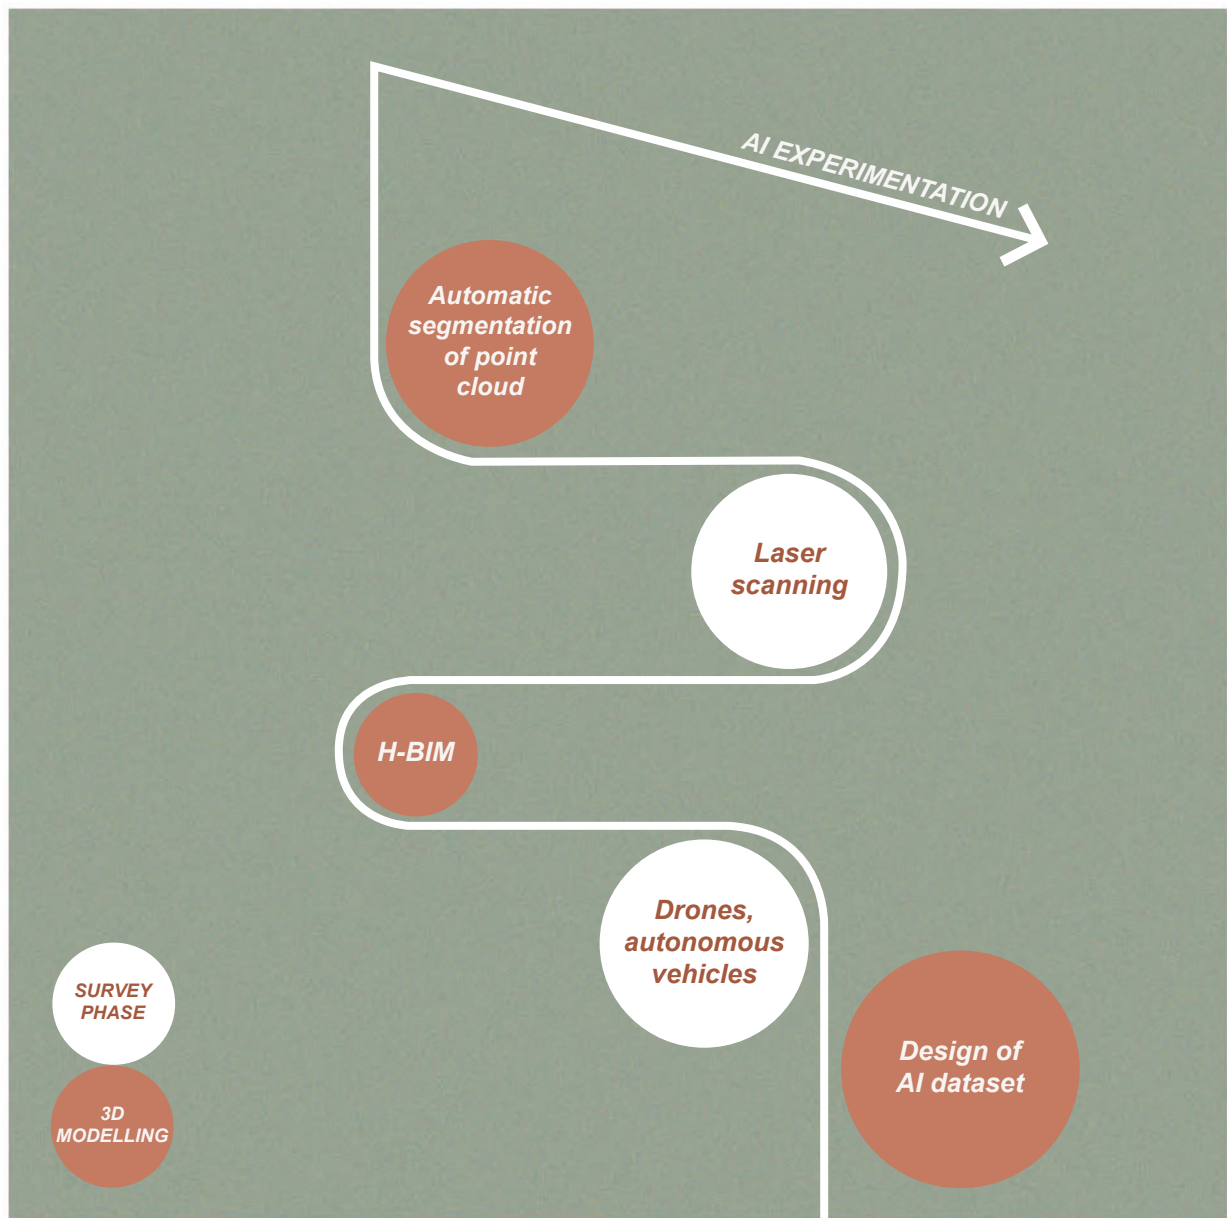 AI EXPERIMENTATION
Automatic
segmentation
of point
cloud
Laser
scanning
H-BIM
Drones,
autonomous
vehicles
SURVEY
PHASE
Design of
AI dataset
3D
MODELLING